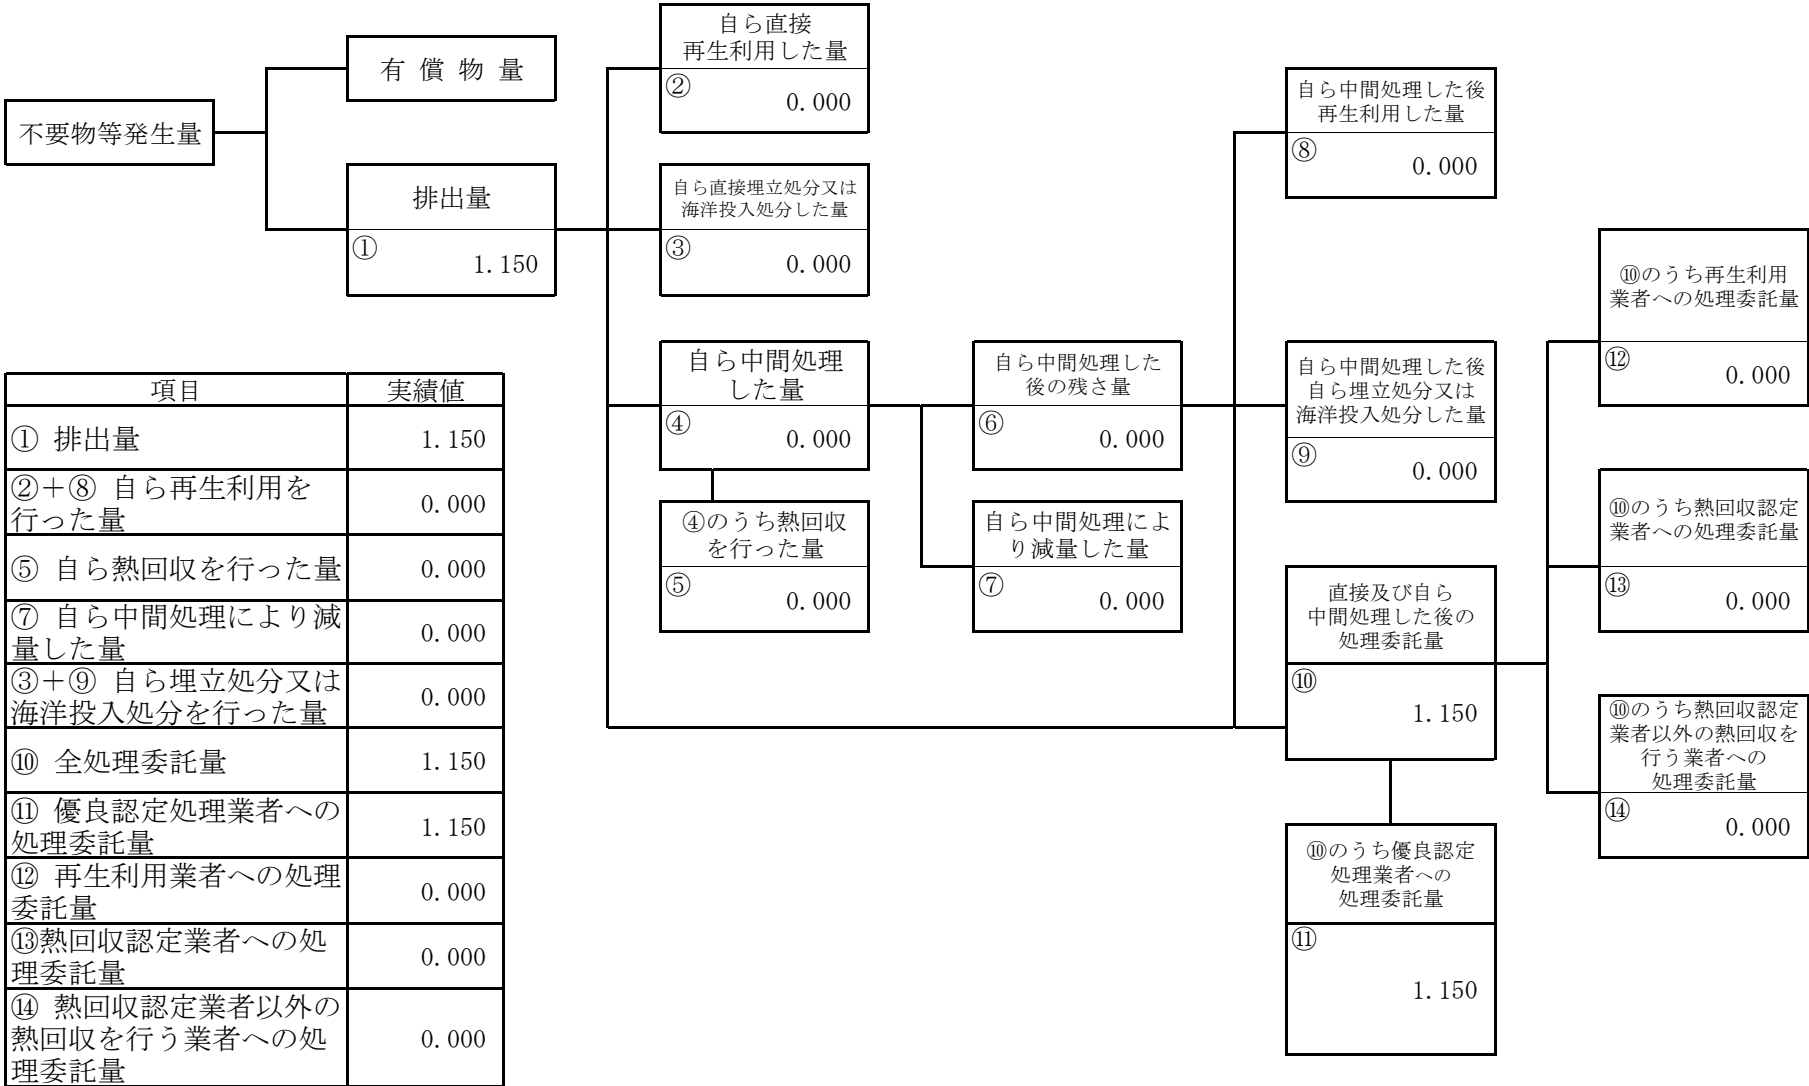 不要物等発生量
有 償 物 量
排出量
①
1.150
自ら直接
再生利用した量
②
0.000
自ら直接埋立処分又は
海洋投入処分した量
③
0.000
自ら中間処理
した量
④
0.000
④のうち熱回収
を行った量
⑤
0.000
自ら中間処理した
後の残さ量
⑥
0.000
自ら中間処理によ
り減量した量
⑦
0.000
自ら中間処理した後
再生利用した量
⑧
0.000
自ら中間処理した後
自ら埋立処分又は
海洋投入処分した量
⑨
0.000
直接及び自ら
中間処理した後の
処理委託量
⑩
1.150
⑩のうち優良認定
処理業者への
処理委託量
⑪
1.150
⑩のうち再生利用
業者への処理委託量
⑫
0.000
⑩のうち熱回収認定
業者への処理委託量
⑬
0.000
⑩のうち熱回収認定
業者以外の熱回収を
行う業者への
処理委託量
⑭
0.000
項目 実績値
① 排出量 1.150
②＋⑧ 自ら再生利用を
行った量 0.000
⑤ 自ら熱回収を行った量 0.000
⑦ 自ら中間処理により減
量した量 0.000
③＋⑨ 自ら埋立処分又は
海洋投入処分を行った量 0.000
⑩ 全処理委託量 1.150
⑪ 優良認定処理業者への
処理委託量 1.150
⑫ 再生利用業者への処理
委託量 0.000
⑬熱回収認定業者への処
理委託量 0.000
⑭ 熱回収認定業者以外の
熱回収を行う業者への処
理委託量 0.000